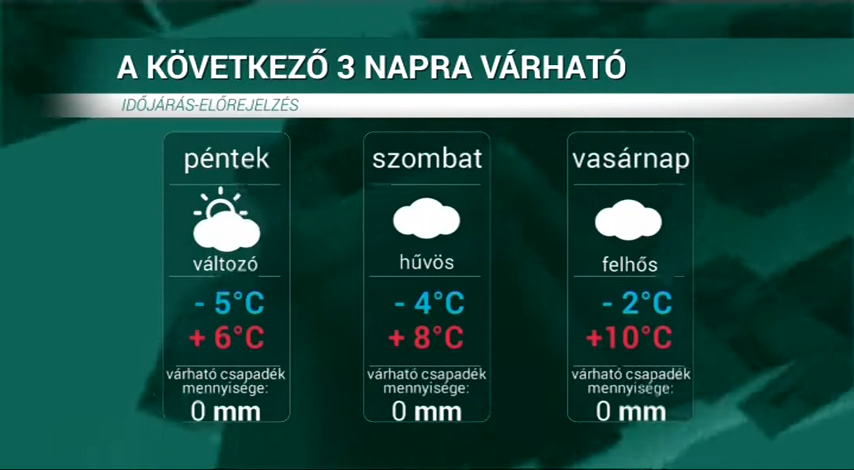 A KÖVETKEZŐ 3 NAPRA VÁRHATÓ
IDŐJÁRÁS-ELŐREJELZÉS
péntek
változó
- 5°C
+ 6°C
várható csapadék
mennyisége:
0 mm
szombat
hűvös
- 4°C
+ 8°C
várható csapadék
mennyisége:
0 mm
vasárnap
felhős
- 2°C
+10°C
várható csapadék
mennyisége:
0 mm